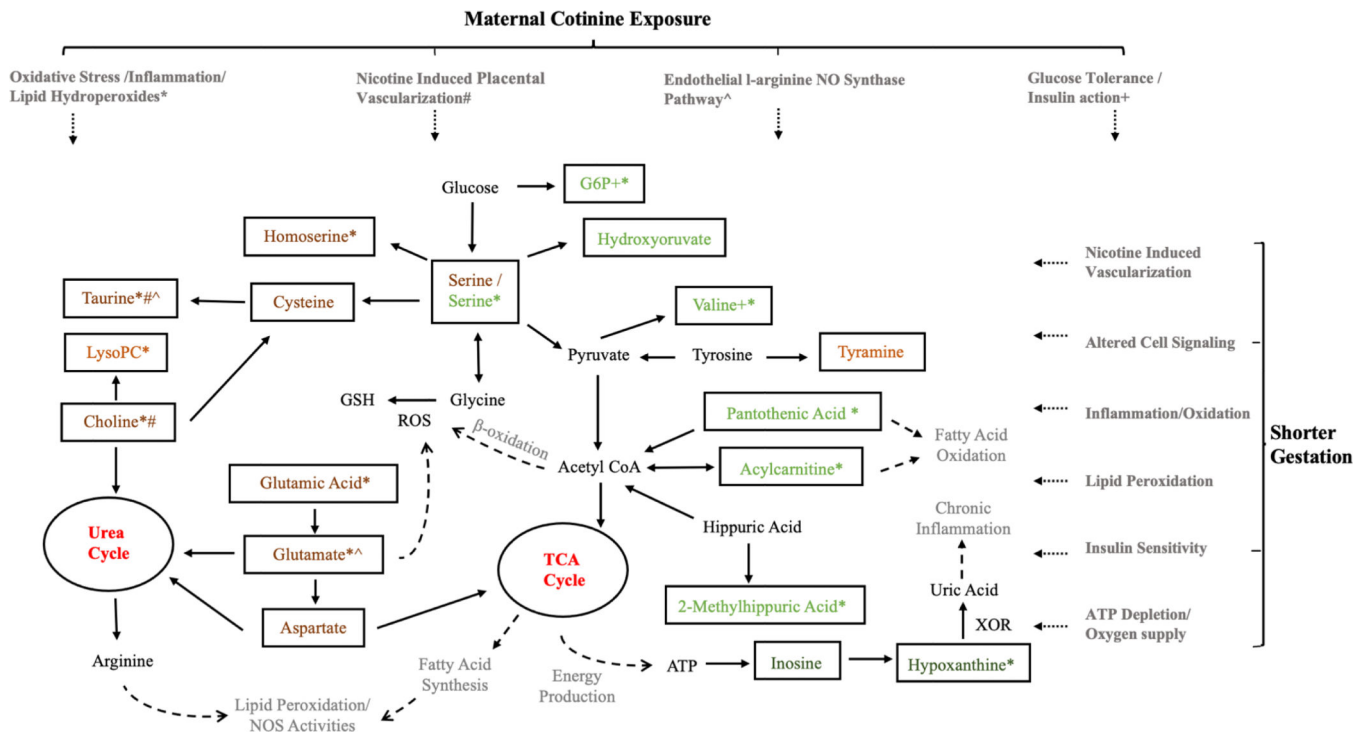 Maternal Cotinine Exposure
Oxidative Stress /Inflammation/
Lipid Hydroperoxides*
Nicotine Induced Placental
Vascularization#
Endothelial l-arginine NO Synthase
Pathway^
Glucose Tolerance /
Insulin action+
Glucose
G6P+*
Homoserine*
Hydroxyoruvate
Serine /
Serine*
Taurine*#^
Cysteine
Valine+*
LysoPC*
Pyruvate
Tyrosine
Tyramine
Choline*#
GSH
Glycine
ROS
β-oxidation
Pantothenic Acid *
Fatty Acid
Oxidation
Acetyl CoA
Acylcarnitine*
Glutamic Acid*
Hippuric Acid
Chronic
Inflammation
Urea
Cycle
Glutamate*^
TCA
Cycle
Uric Acid
2-Methylhippuric Acid*
XOR
Aspartate
Arginine
Fatty Acid
Synthesis
Energy
Production
ATP
Inosine
Hypoxanthine*
Lipid Peroxidation/
NOS Activities
Nicotine Induced
Vascularization
Altered Cell Signaling
Inflammation/Oxidation
Lipid Peroxidation
Insulin Sensitivity
ATP Depletion/
Oxygen supply
Shorter
Gestation